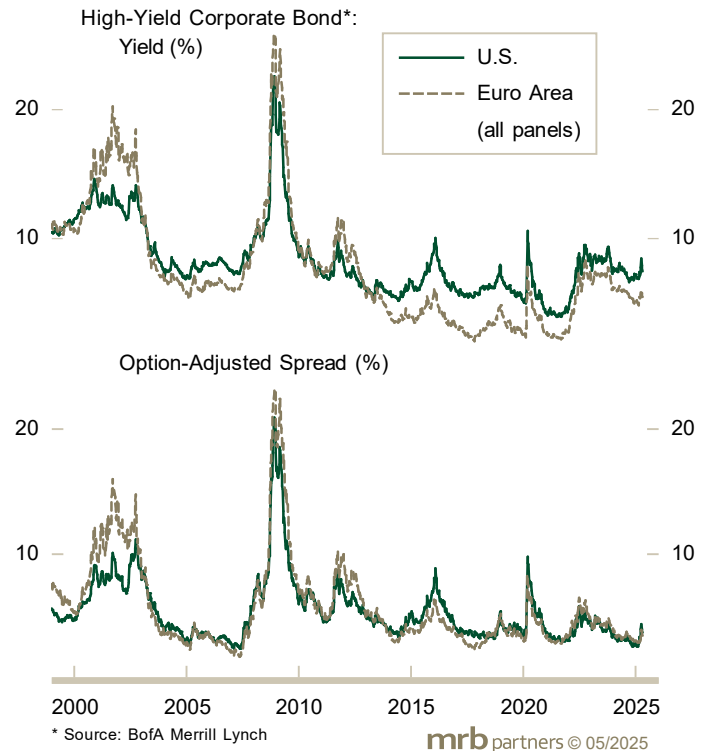 High-Yield Corporate Bond*:
Yield (%)
U.S.
Euro Area
(all panels)
20 20
10 10
Option-Adjusted Spread (%)
20 20
10 10
2000 2005 2010 2015 2020 2025
* Source: BofA Merrill Lynch
mrb partners © 05/2025